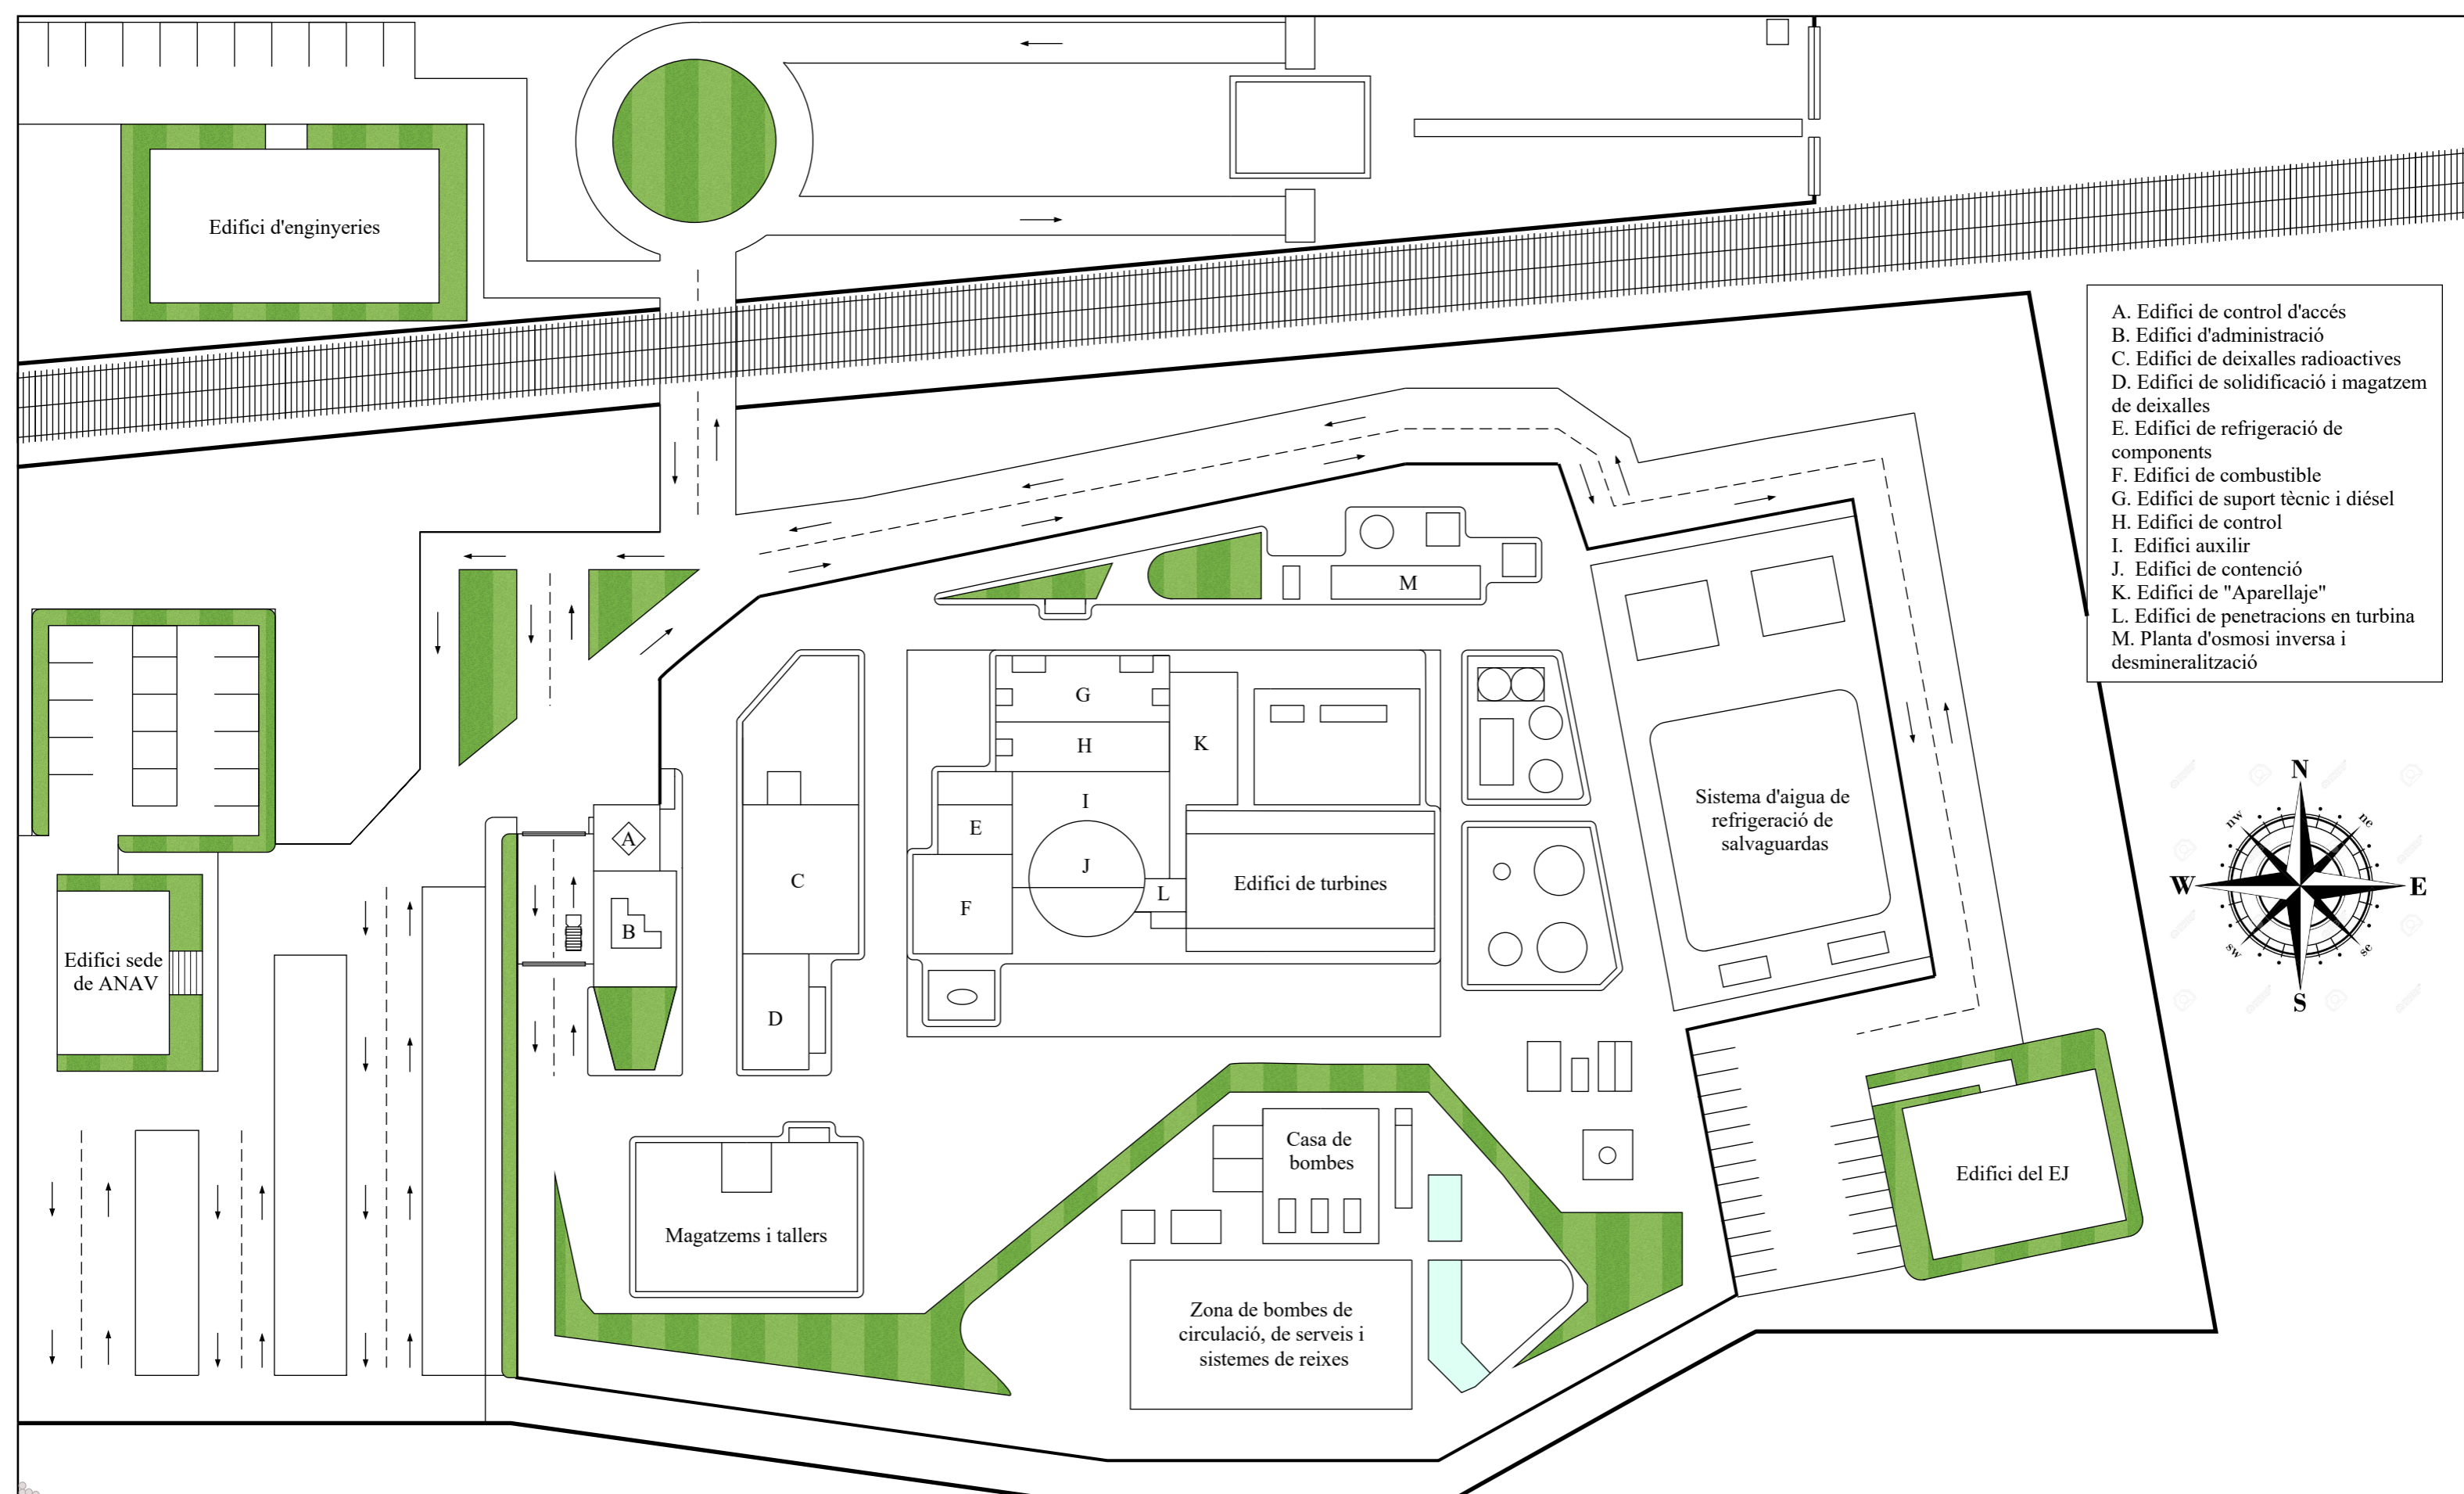 Edifici d'enginyeries
A. Edifici de control d'accés
B. Edifici d'administració
C. Edifici de deixalles radioactives
D. Edifici de solidificació i magatzem
de deixalles
E. Edifici de refrigeració de
components
F. Edifici de combustible
G. Edifici de suport tècnic i diésel
H. Edifici de control
I. Edifici auxilir
J. Edifici de contenció
K. Edifici de "Aparellaje"
L. Edifici de penetracions en turbina
M. Planta d'osmosi inversa i
desmineralització
M
G
H
K
I
E
J
L
F
Edifici de turbines
A
B
C
D
Sistema d'aigua de
refrigeració de
salvaguardas
N
ne
E
se
S
sw
W
nw
Edifici sede
de ANAV
Magatzems i tallers
Casa de
bombes
Zona de bombes de
circulació, de serveis i
sistemes de reixes
Edifici del EJ